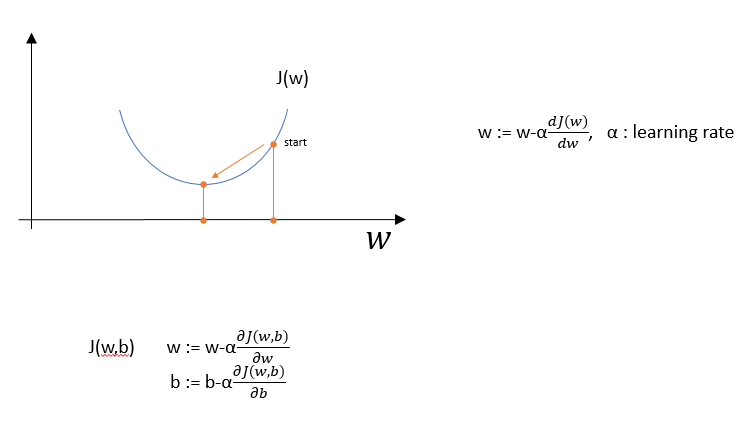 J(w)
start
w := w-α dJ(w)/dw, α : learning rate
w
J(w,b) w := w-α ∂J(w,b)/∂w
b := b-α ∂J(w,b)/∂b